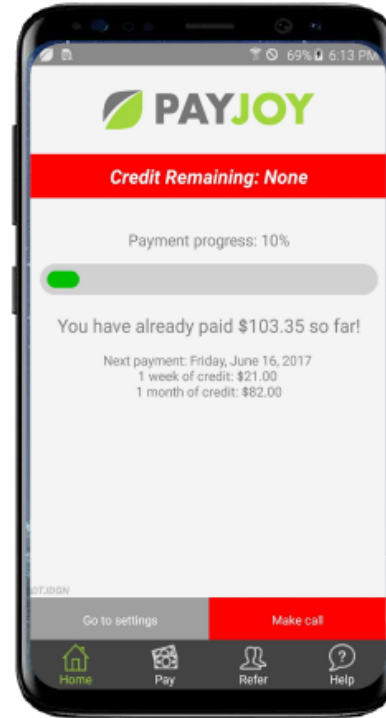 69% 6:13 PM
PAYJOY
Credit Remaining: None
Payment progress: 10%
You have already paid $103.35 so far!
Next payment: Friday, June 16, 2017
1 week of credit: $21.00
1 month of credit: $82.00
Go to settings
Make call
Home
Pay
Refer
Help